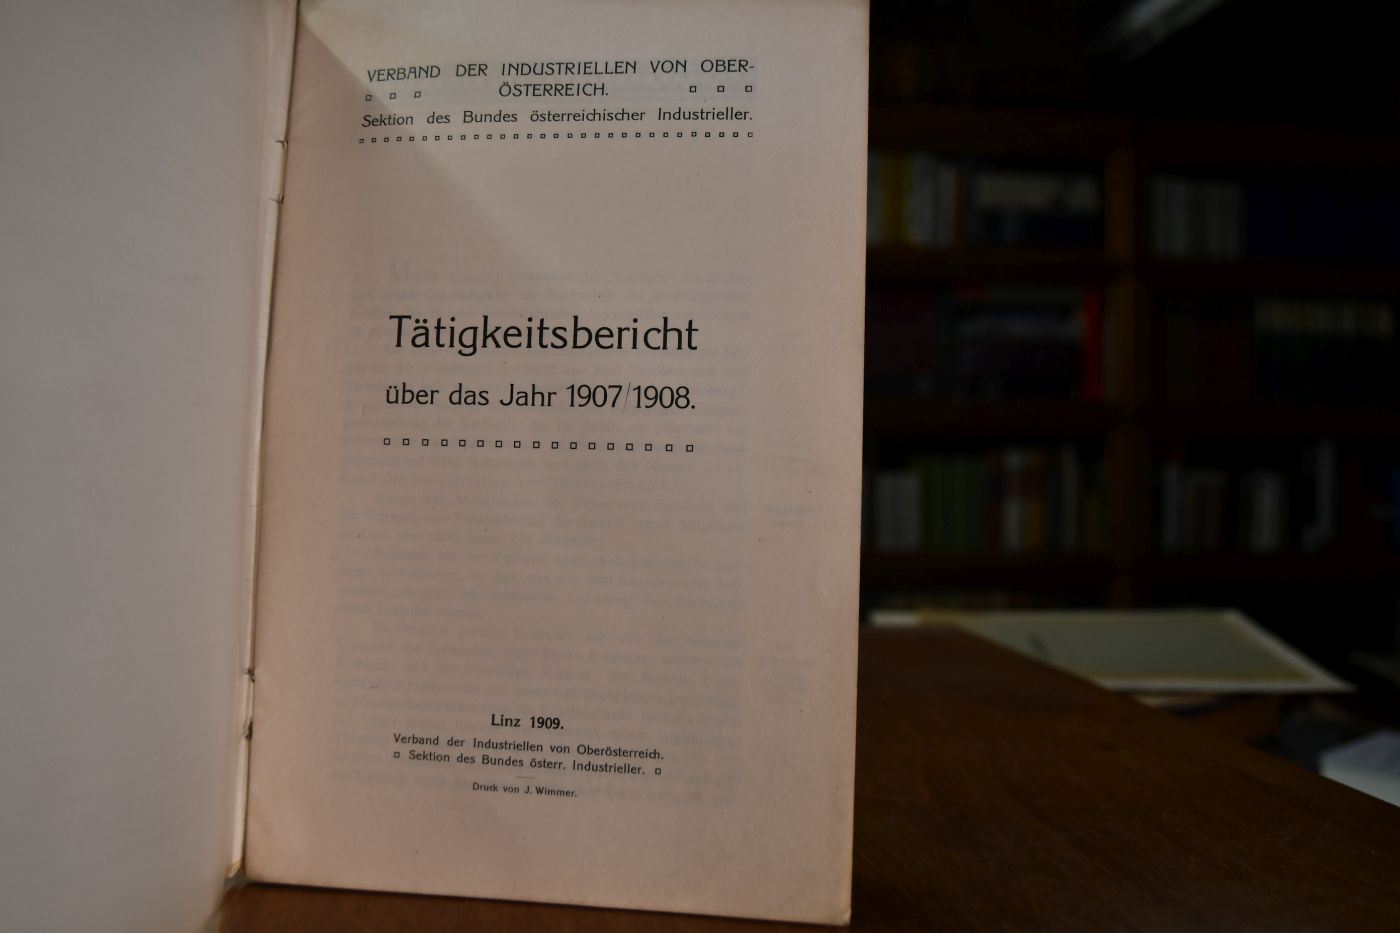 VERBAND DER INDUSTRIELLEN VON OBER-
ÖSTERREICH.
Sektion des Bundes österreichischer Industrieller.
Tätigkeitsbericht
über das Jahr 1907/1908.
Linz 1909.
Verband der Industriellen von Oberösterreich.
Sektion des Bundes österr. Industrieller.
Druck von J. Wimmer.